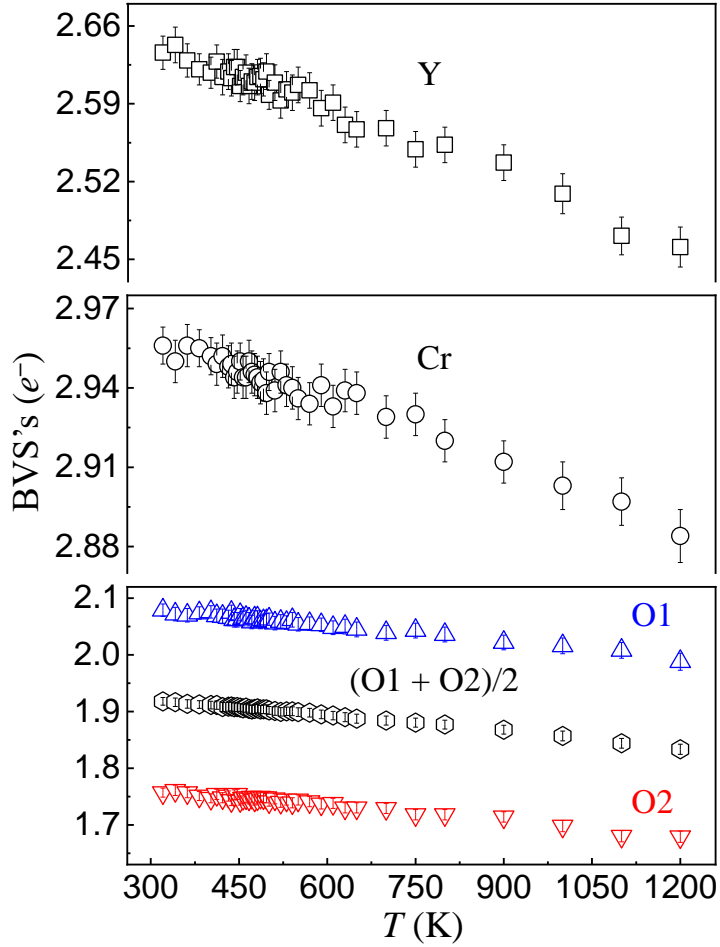 2.66
Y
2.59
2.52
2.45
2.97
Cr
2.94
2.91
2.88
BVS's (e⁻)
2.1
O1
2.0
(O1 + O2)/2
1.9
1.8
O2
1.7
300 450 600 750 900 1050 1200
T (K)